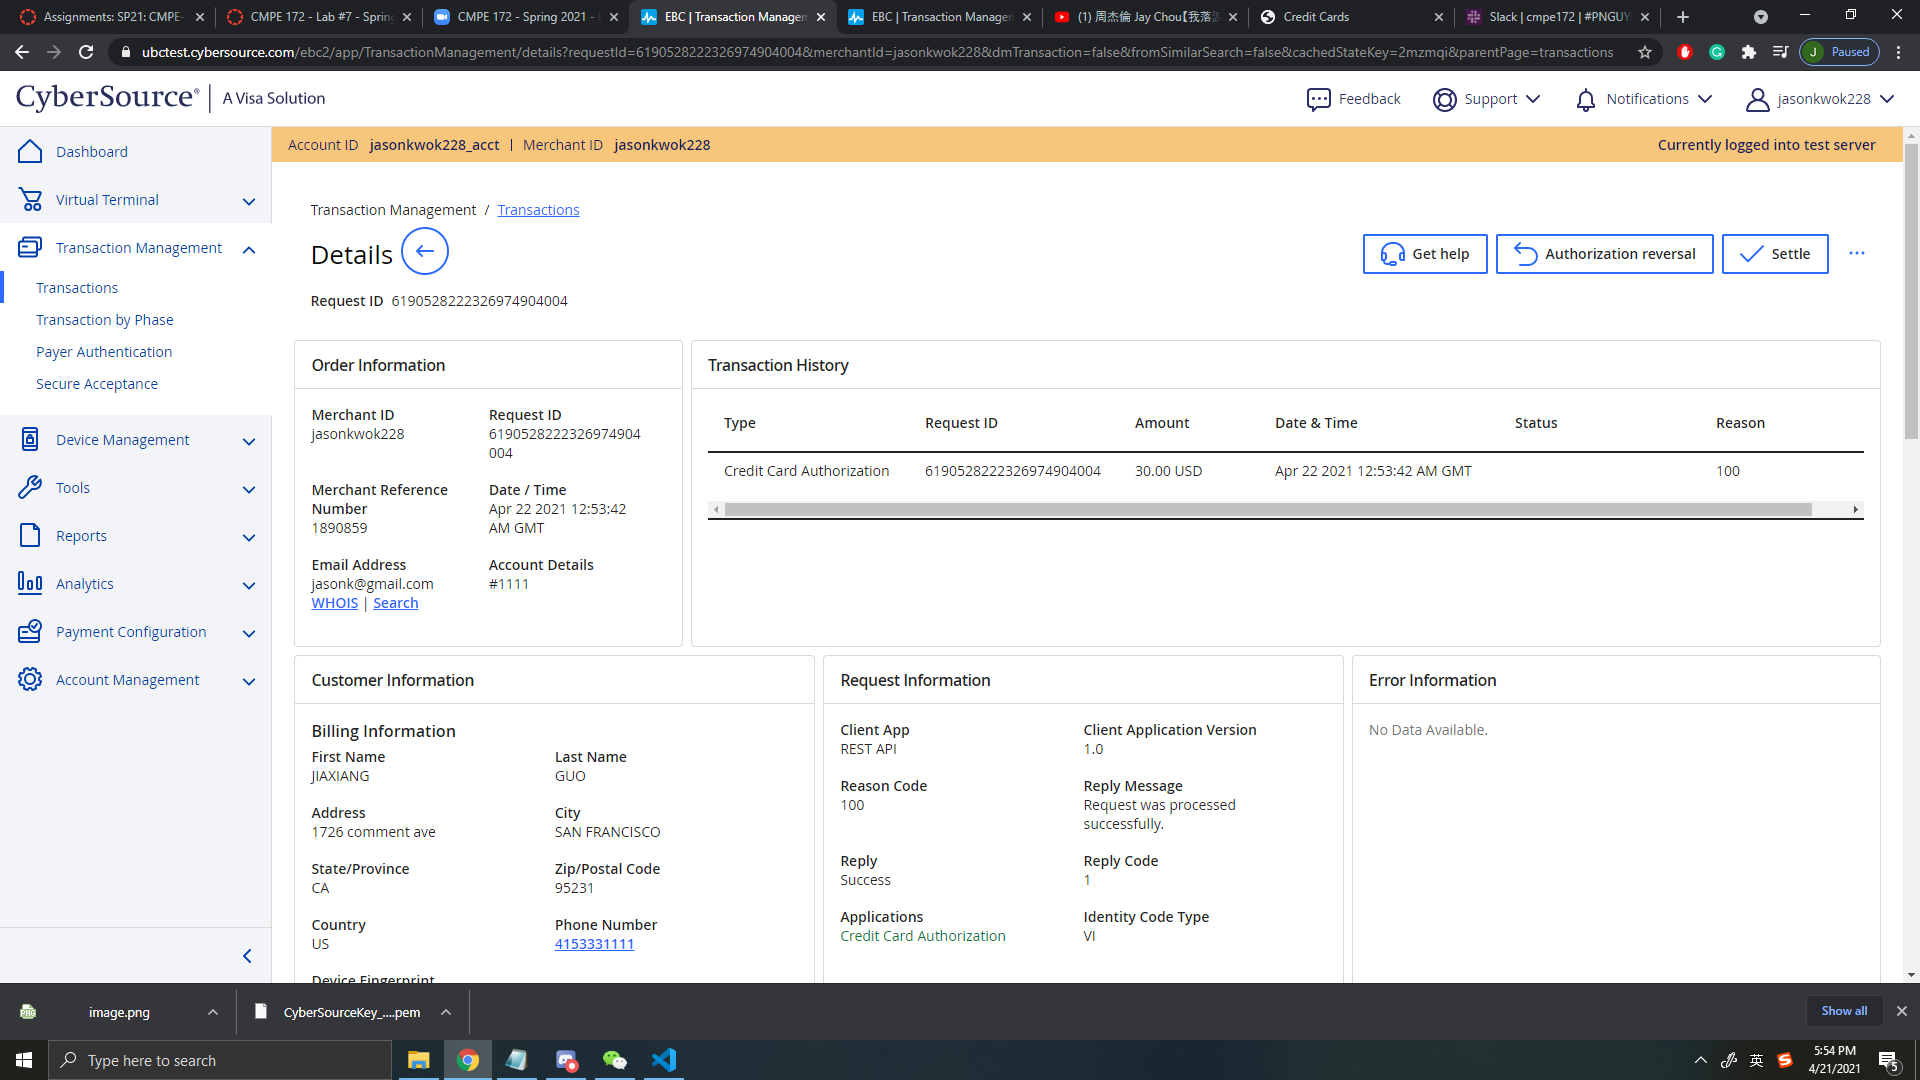 Assignments: SP21: CMPE-
CMPE 172 - Lab #7 - Spring
CMPE 172 - Spring 2021 -
EBC | Transaction Managem
EBC | Transaction Managem
(1) 周杰倫 Jay Chou【我落淚
Credit Cards
Slack | cmpe172 | #PNGUY
ubctest.cybersource.com/ebc2/app/TransactionManagement/details?requestId=6190528222326974904004&merchantId=jasonkwok228&dmTransaction=false&fromSimilarSearch=false&cachedStateKey=2mzmqi&parentPage=transactions
J Paused
CyberSource® A Visa Solution
Feedback
Support
Notifications
jasonkwok228
Account ID jasonkwok228_acct | Merchant ID jasonkwok228
Currently logged into test server
Dashboard
Virtual Terminal
Transaction Management
Transactions
Transaction by Phase
Payer Authentication
Secure Acceptance
Device Management
Tools
Reports
Analytics
Payment Configuration
Account Management
Transaction Management / Transactions
Details
Get help
Authorization reversal
Settle
Request ID 6190528222326974904004
Order Information
Merchant ID
jasonkwok228
Request ID
6190528222326974904
004
Merchant Reference
Number
1890859
Date / Time
Apr 22 2021 12:53:42
AM GMT
Email Address
jasonk@gmail.com
WHOIS | Search
Account Details
#1111
Transaction History
Type Request ID Amount Date & Time Status Reason
Credit Card Authorization 6190528222326974904004 30.00 USD Apr 22 2021 12:53:42 AM GMT 100
Customer Information
Billing Information
First Name
JIAXIANG
Last Name
GUO
Address
1726 comment ave
City
SAN FRANCISCO
State/Province
CA
Zip/Postal Code
95231
Country
US
Phone Number
4153331111
Device Fingerprint
Request Information
Client App
REST API
Client Application Version
1.0
Reason Code
100
Reply Message
Request was processed
successfully.
Reply
Success
Reply Code
1
Applications
Credit Card Authorization
Identity Code Type
VI
Error Information
No Data Available.
image.png
CyberSourceKey_....pem
Show all
Type here to search
英
5:54 PM
4/21/2021
5